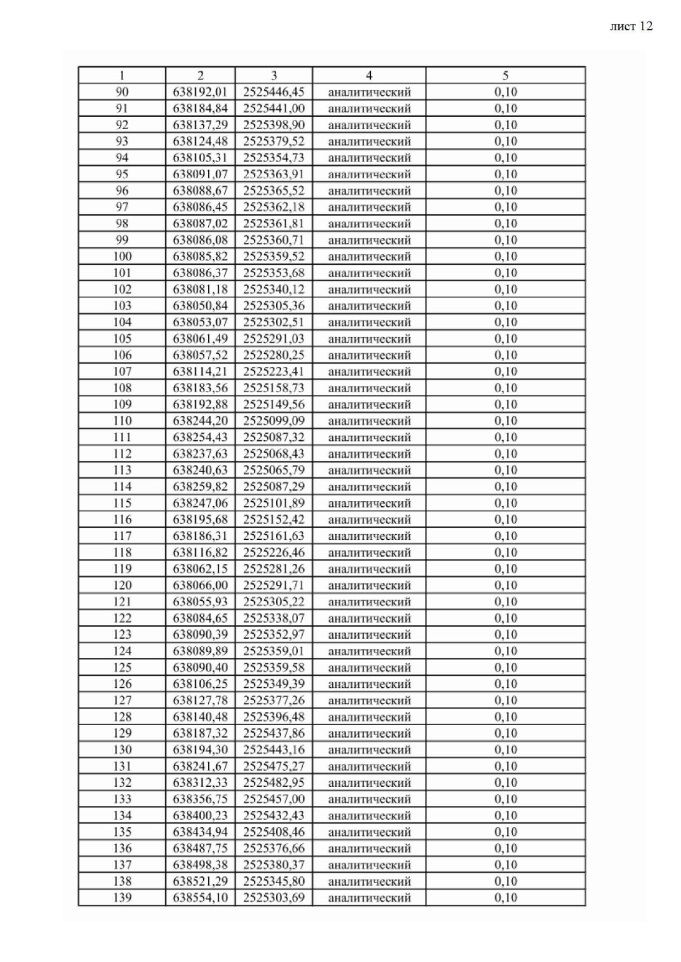 лист 12
1 2 3 4 5
90 638192,01 2525446,45 аналитический 0,10
91 638184,84 2525441,00 аналитический 0,10
92 638137,29 2525398,90 аналитический 0,10
93 638124,48 2525379,52 аналитический 0,10
94 638105,31 2525354,73 аналитический 0,10
95 638091,07 2525363,91 аналитический 0,10
96 638088,67 2525365,52 аналитический 0,10
97 638086,45 2525362,18 аналитический 0,10
98 638087,02 2525361,81 аналитический 0,10
99 638086,08 2525360,71 аналитический 0,10
100 638085,82 2525359,52 аналитический 0,10
101 638086,37 2525353,68 аналитический 0,10
102 638081,18 2525340,12 аналитический 0,10
103 638050,84 2525305,36 аналитический 0,10
104 638053,07 2525302,51 аналитический 0,10
105 638061,49 2525291,03 аналитический 0,10
106 638057,52 2525280,25 аналитический 0,10
107 638114,21 2525223,41 аналитический 0,10
108 638183,56 2525158,73 аналитический 0,10
109 638192,88 2525149,56 аналитический 0,10
110 638244,20 2525099,09 аналитический 0,10
111 638254,43 2525087,32 аналитический 0,10
112 638237,63 2525068,43 аналитический 0,10
113 638240,63 2525065,79 аналитический 0,10
114 638259,82 2525087,29 аналитический 0,10
115 638247,06 2525101,89 аналитический 0,10
116 638195,68 2525152,42 аналитический 0,10
117 638186,31 2525161,63 аналитический 0,10
118 638116,82 2525226,46 аналитический 0,10
119 638062,15 2525281,26 аналитический 0,10
120 638066,00 2525291,71 аналитический 0,10
121 638055,93 2525305,22 аналитический 0,10
122 638084,65 2525338,07 аналитический 0,10
123 638090,39 2525352,97 аналитический 0,10
124 638089,89 2525359,01 аналитический 0,10
125 638090,40 2525359,58 аналитический 0,10
126 638106,25 2525349,39 аналитический 0,10
127 638127,78 2525377,26 аналитический 0,10
128 638140,48 2525396,48 аналитический 0,10
129 638187,32 2525437,86 аналитический 0,10
130 638194,30 2525443,16 аналитический 0,10
131 638241,67 2525475,27 аналитический 0,10
132 638312,33 2525482,95 аналитический 0,10
133 638356,75 2525457,00 аналитический 0,10
134 638400,23 2525432,43 аналитический 0,10
135 638434,94 2525408,46 аналитический 0,10
136 638487,75 2525376,66 аналитический 0,10
137 638498,38 2525380,37 аналитический 0,10
138 638521,29 2525345,80 аналитический 0,10
139 638554,10 2525303,69 аналитический 0,10